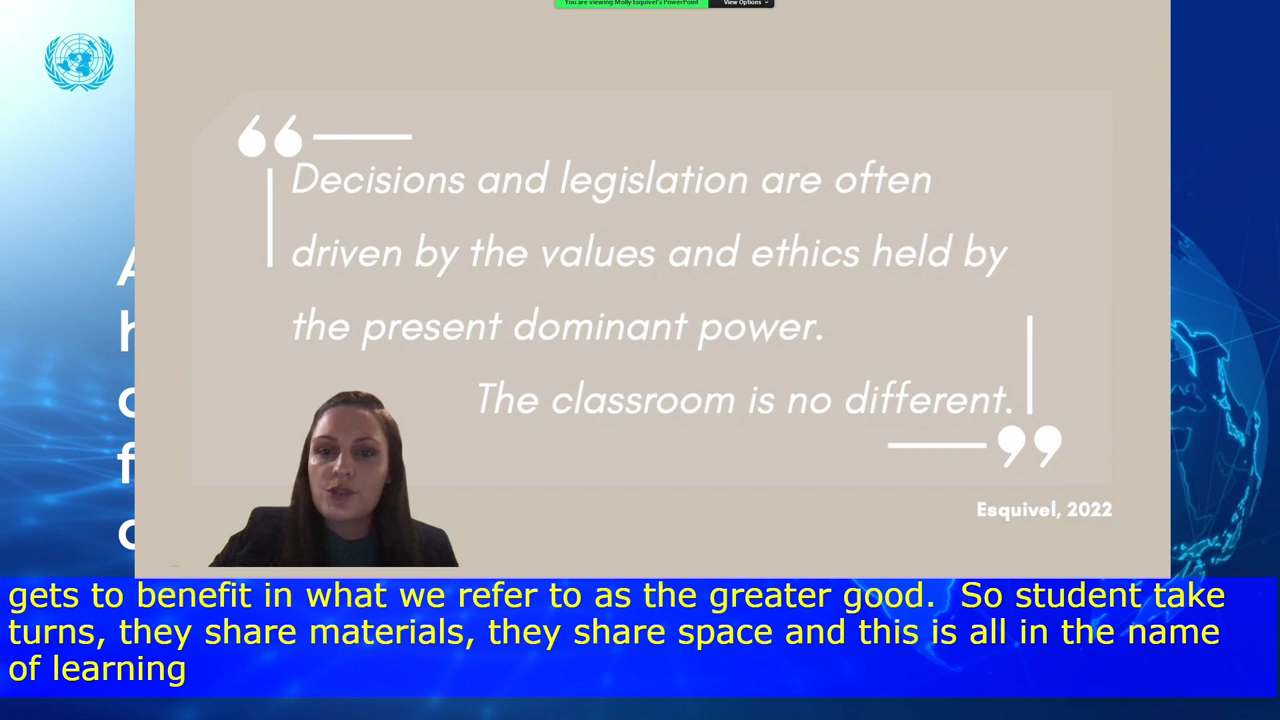 You are viewing Molly Esquivel's PowerPoint View Options
Decisions and legislation are often
driven by the values and ethics held by
the present dominant power.
The classroom is no different.
Esquivel, 2022
gets to benefit in what we refer to as the greater good.  So student take
turns, they share materials, they share space and this is all in the name
of learning